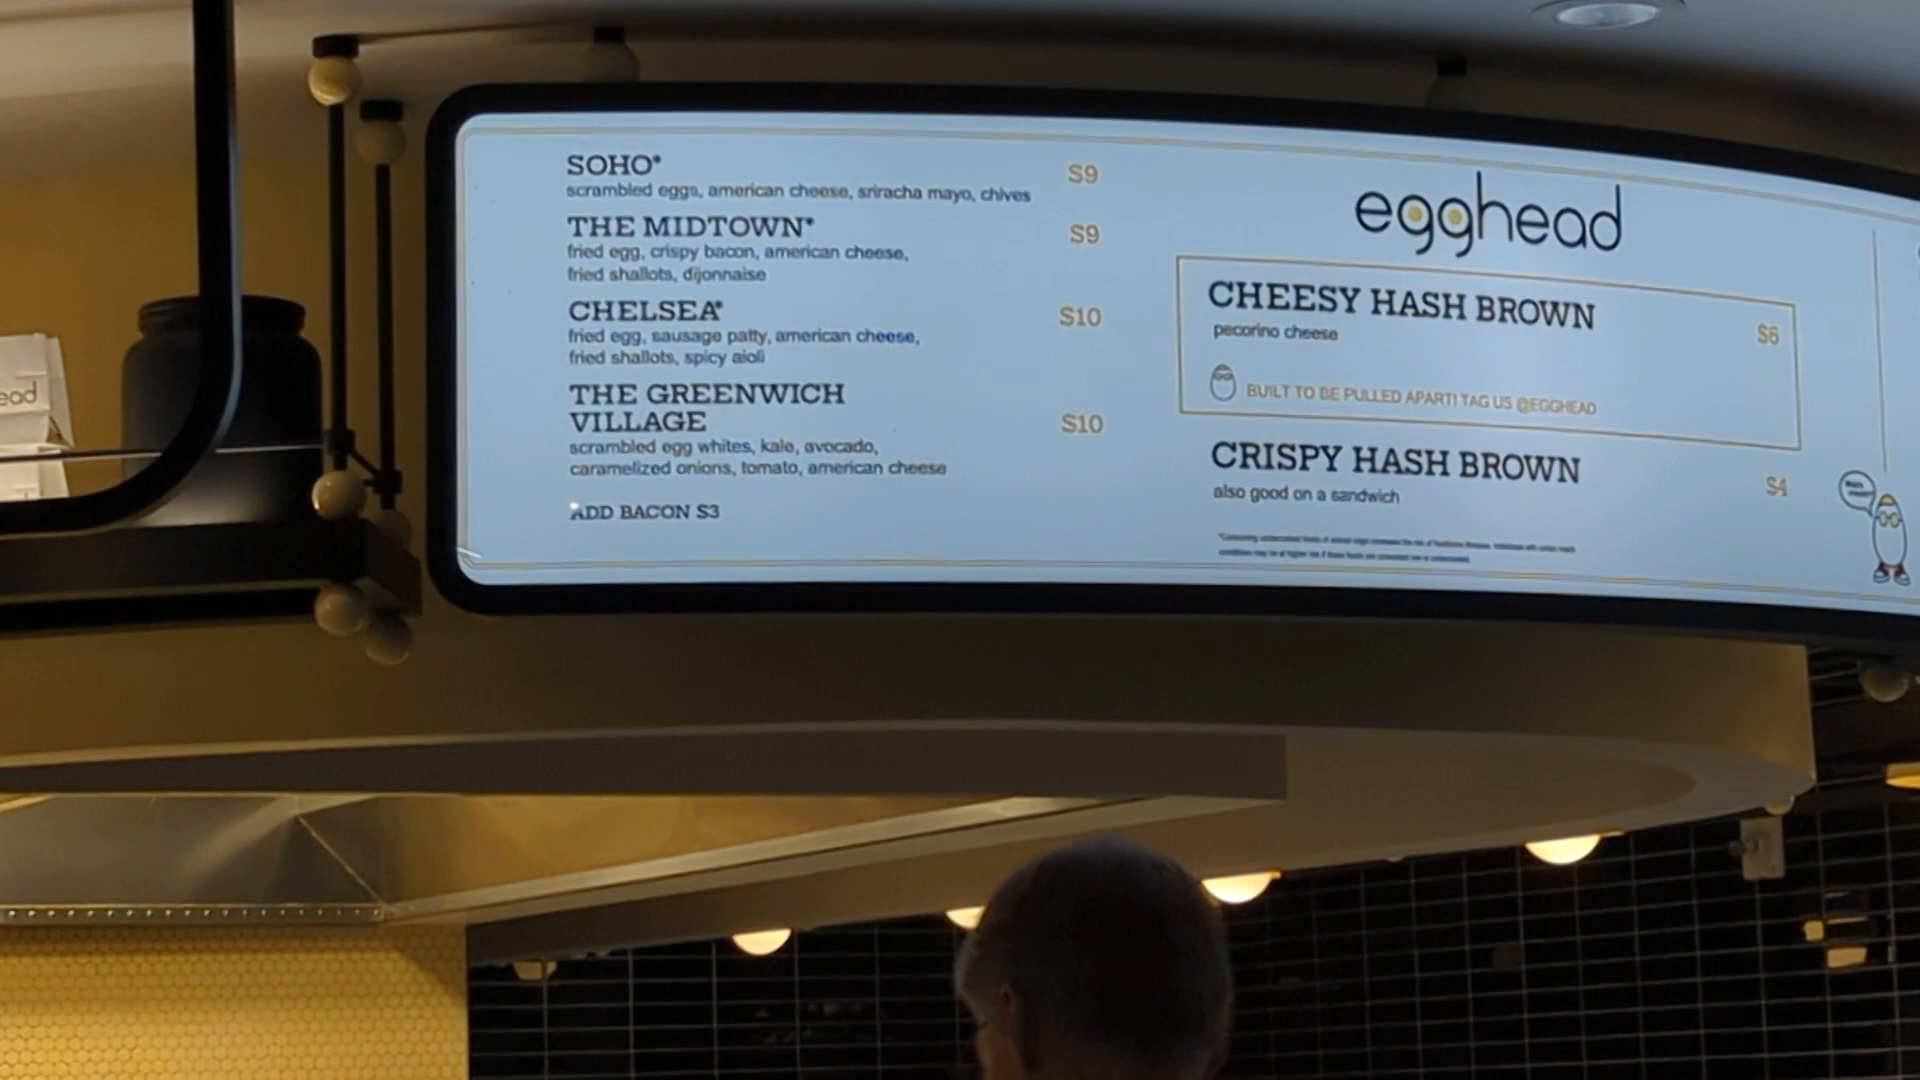 SOHO* $9
scrambled eggs, american cheese, sriracha mayo, chives
THE MIDTOWN* $9
fried egg, crispy bacon, american cheese,
fried shallots, dijonnaise
CHELSEA* $10
fried egg, sausage patty, american cheese,
fried shallots, spicy aioli
THE GREENWICH
VILLAGE $10
scrambled egg whites, kale, avocado,
caramelized onions, tomato, american cheese
ADD BACON $3
egghead
CHEESY HASH BROWN $6
pecorino cheese
BUILT TO BE PULLED APART! TAG US @EGGHEAD
CRISPY HASH BROWN $4
also good on a sandwich
ead